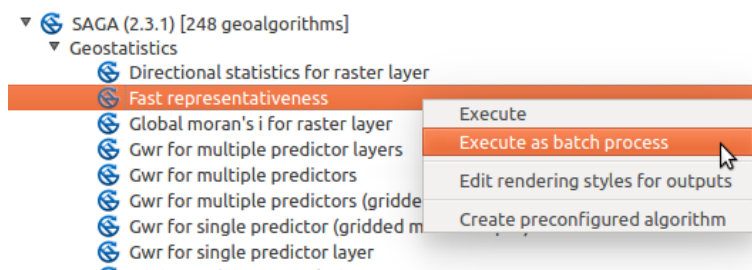 SAGA (2.3.1) [248 geoalgorithms]
Geostatistics
Directional statistics for raster layer
Fast representativeness
Global moran's i for raster layer
Gwr for multiple predictor layers
Gwr for multiple predictors
Gwr for multiple predictors (gridde
Gwr for single predictor (gridded m
Gwr for single predictor layer
Execute
Execute as batch process
Edit rendering styles for outputs
Create preconfigured algorithm